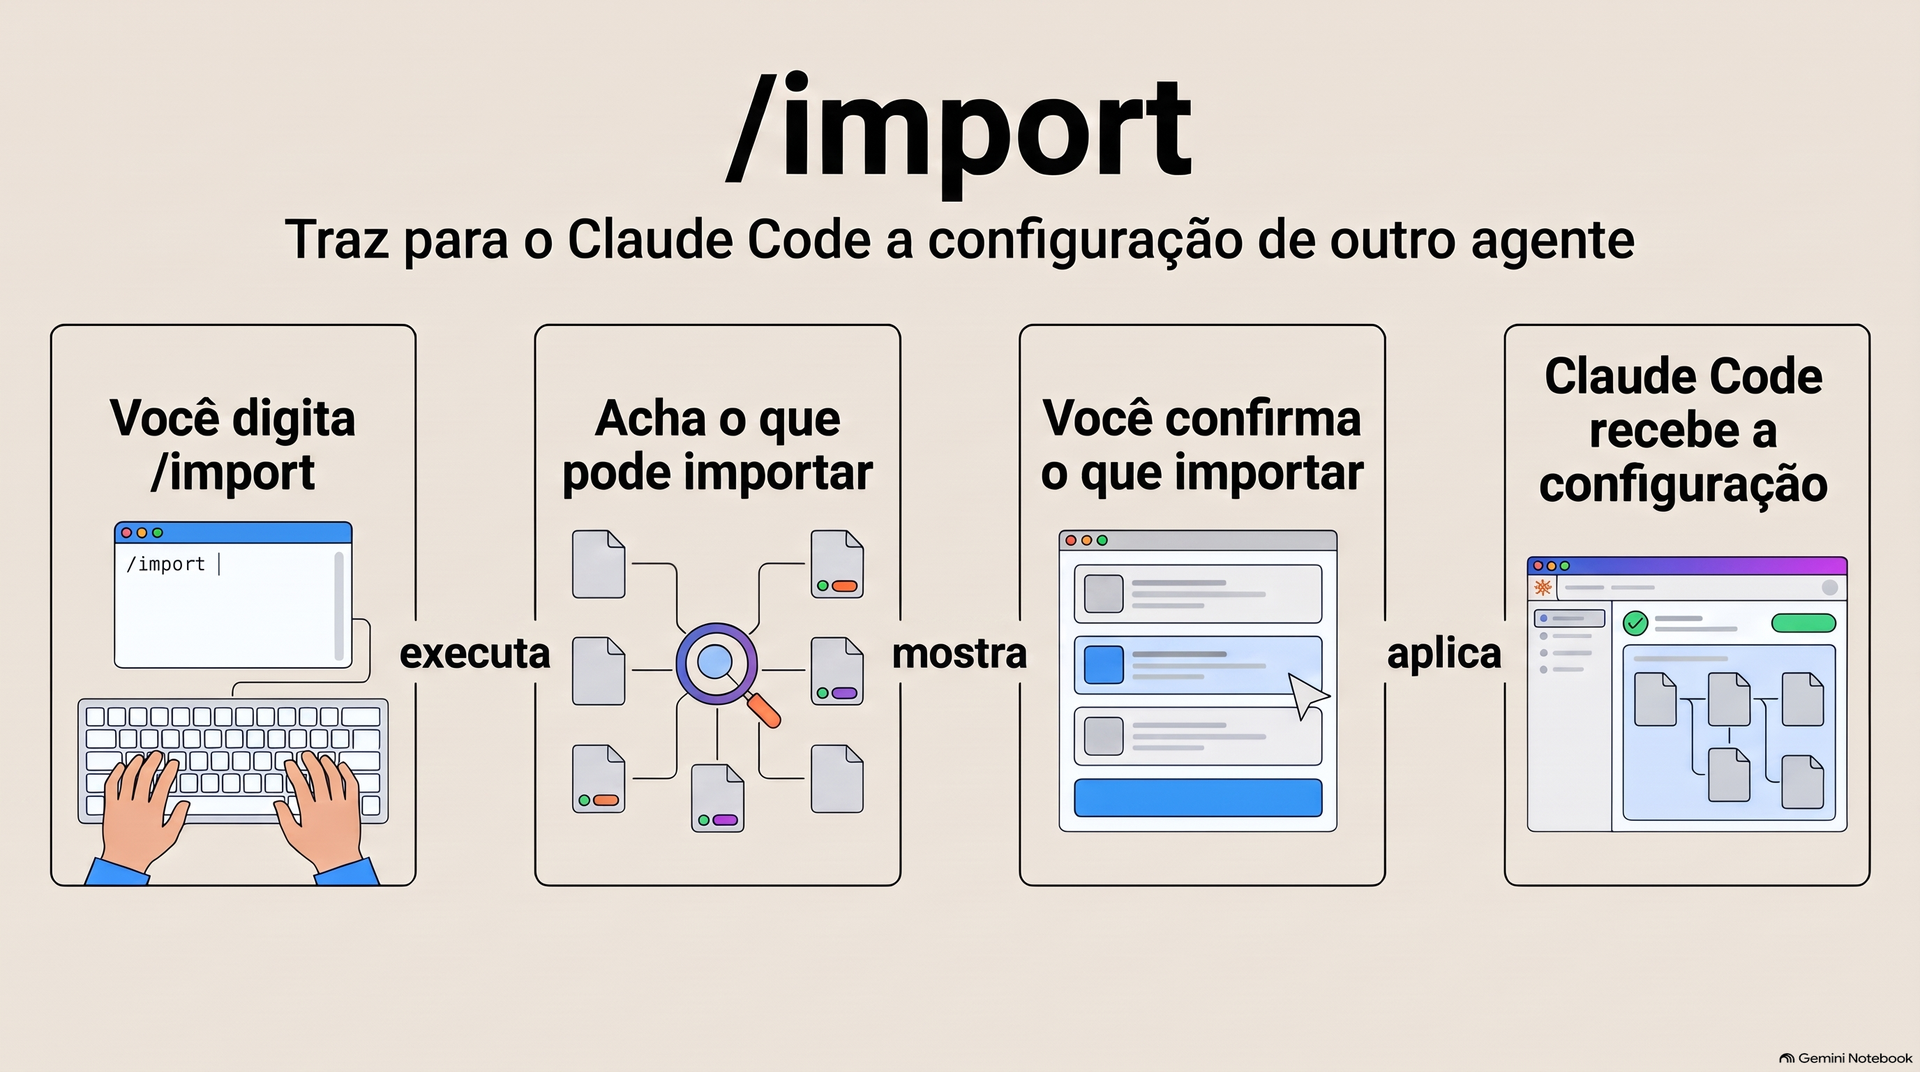 /import
Traz para o Claude Code a configuração de outro agente
Você digita
/import
/import
executa
Acha o que
pode importar
mostra
Você confirma
o que importar
aplica
Claude Code
recebe a
configuração
Gemini Notebook